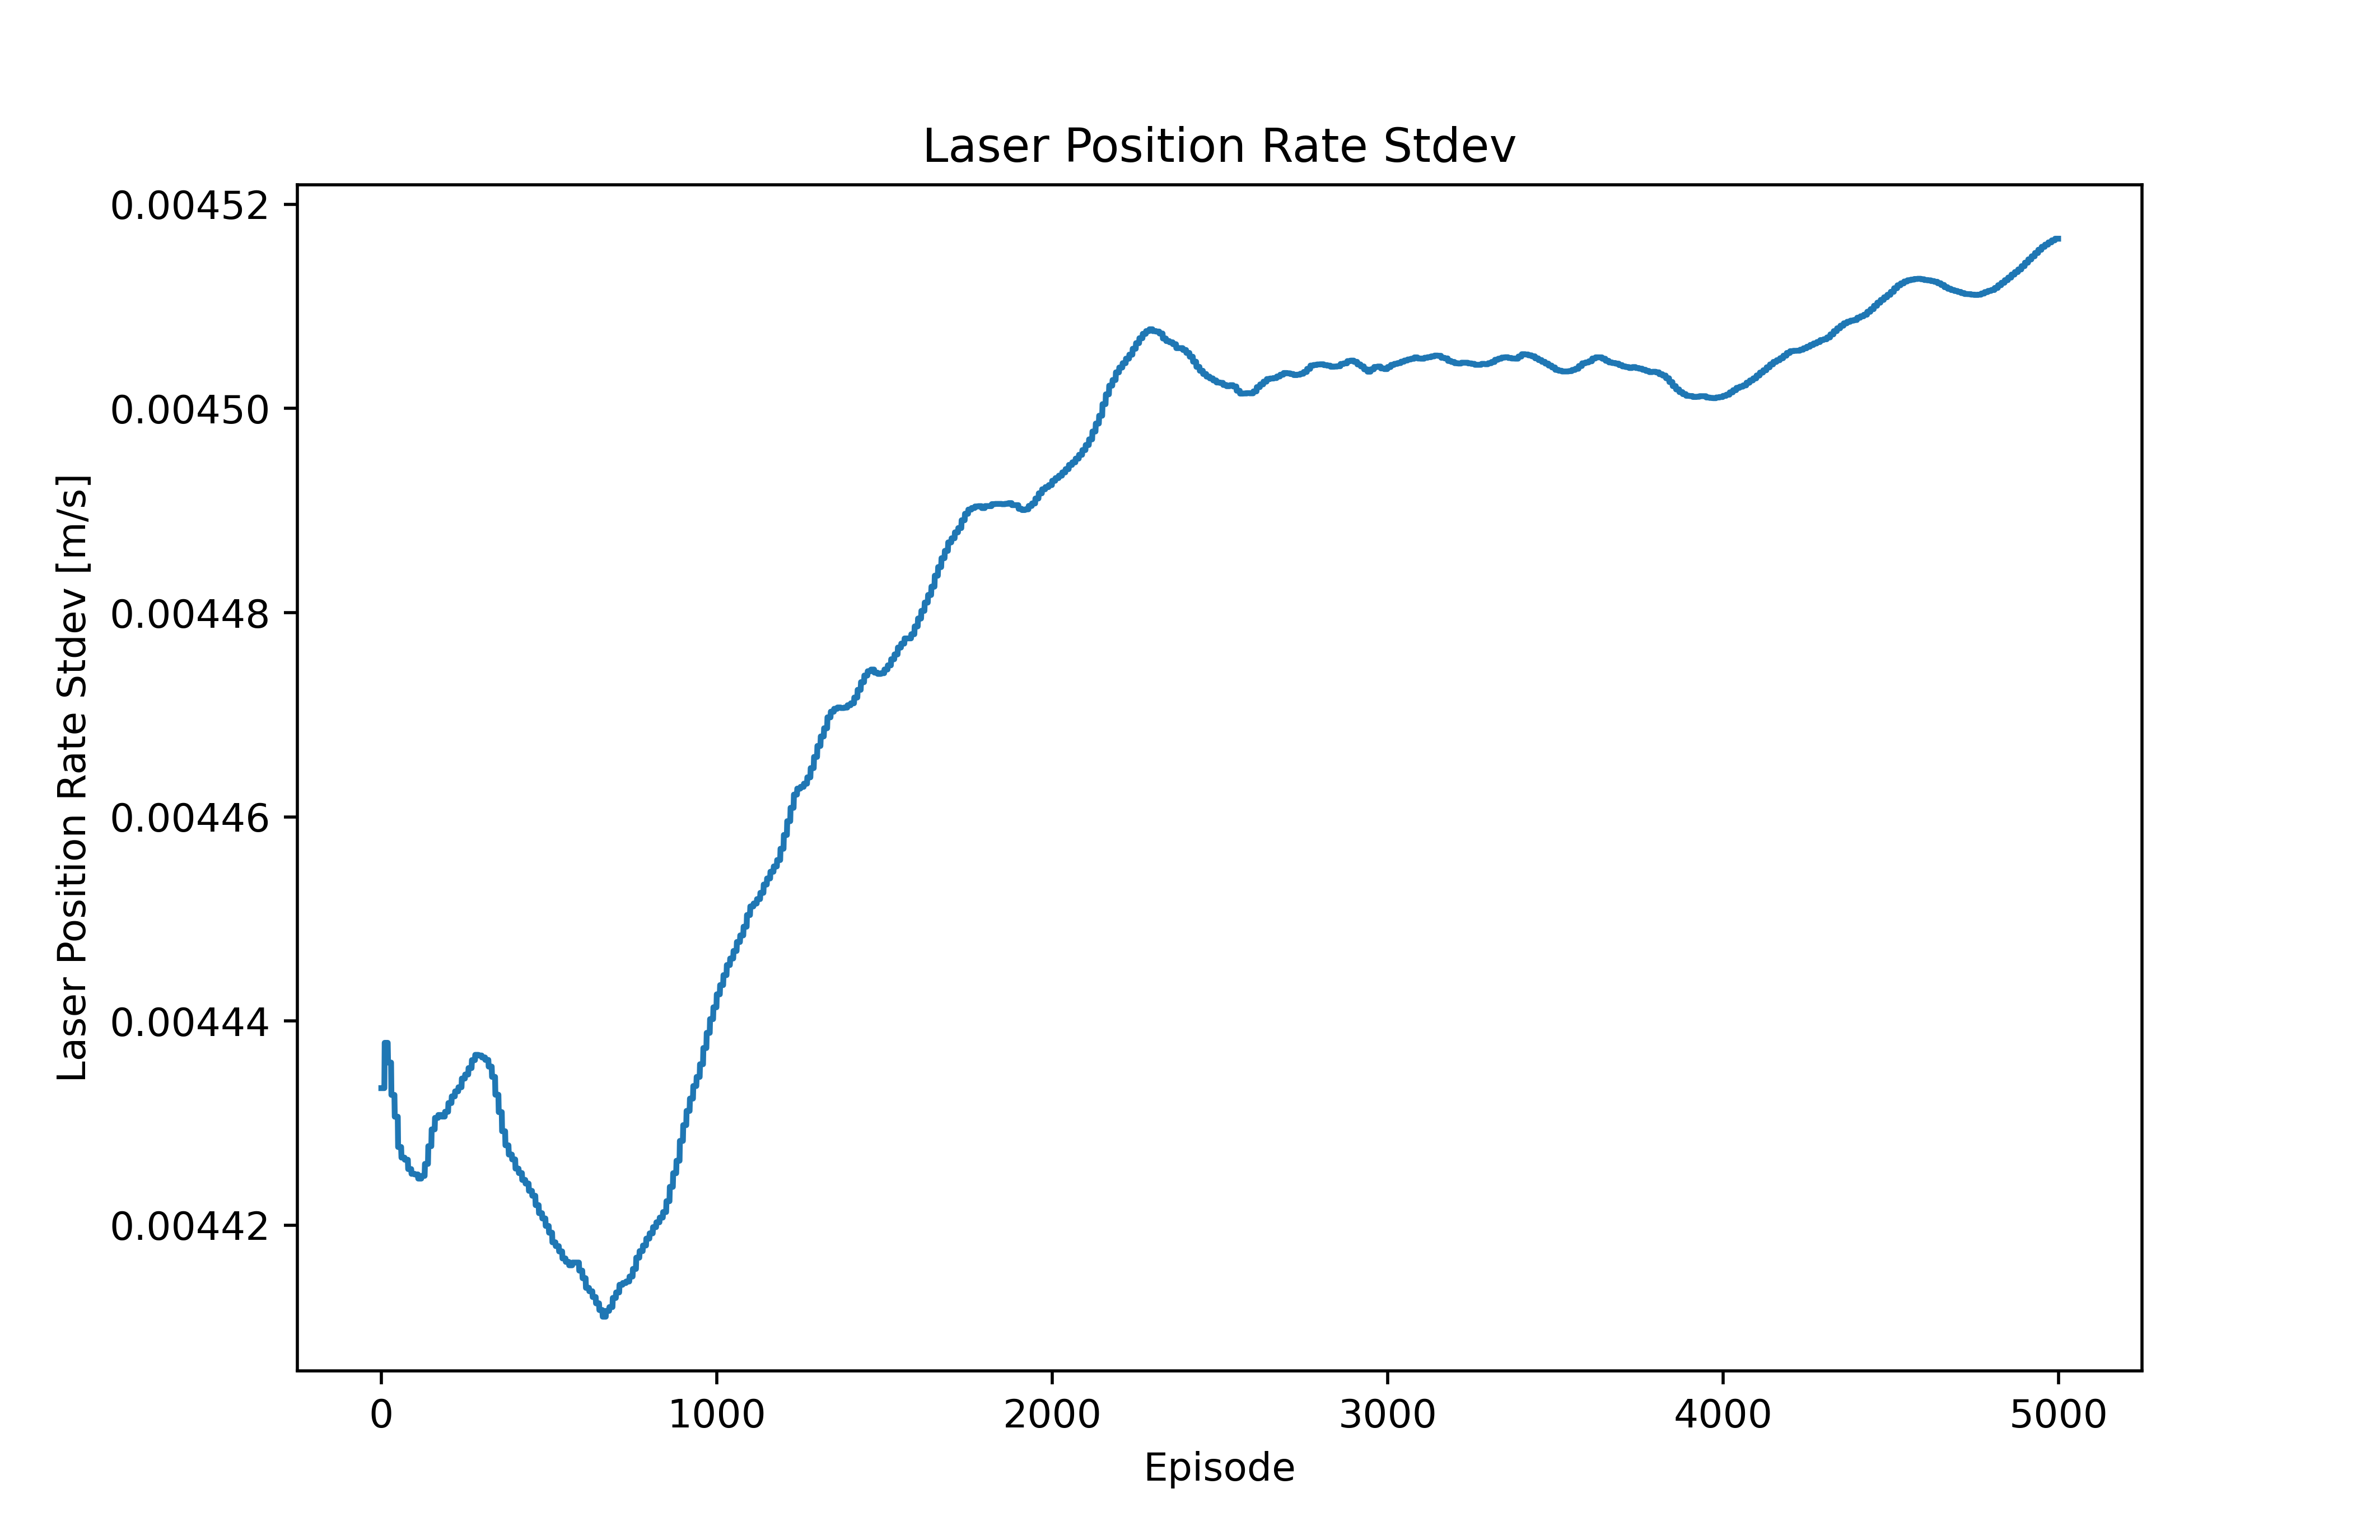 Laser Position Rate Stdev
Laser Position Rate Stdev [m/s]
0.00452
0.00450
0.00448
0.00446
0.00444
0.00442
0 1000 2000 3000 4000 5000
Episode